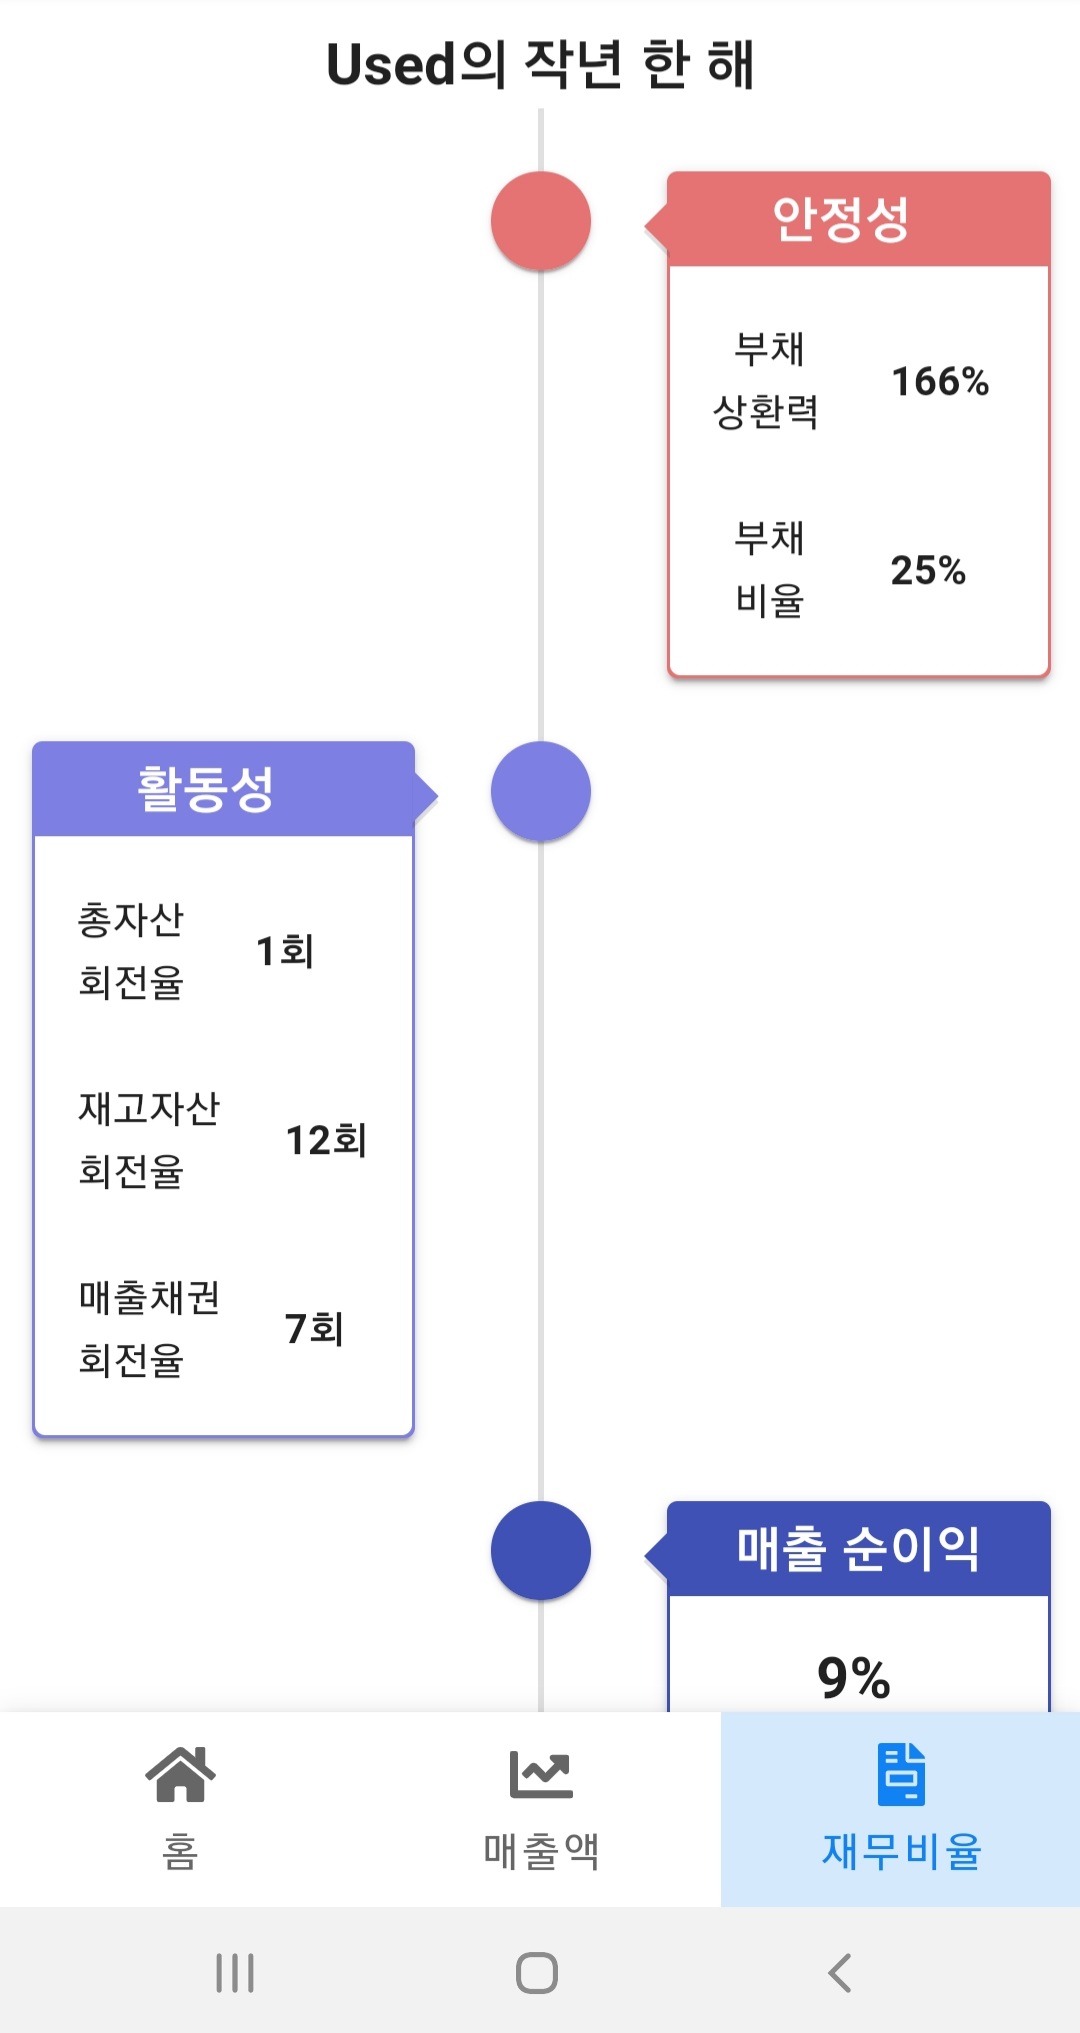 Used의 작년 한 해
안정성
부채
상환력
166%
부채
비율
25%
활동성
총자산
회전율
1회
재고자산
회전율
12회
매출채권
회전율
7회
매출 순이익
9%
홈
매출액
재무비율